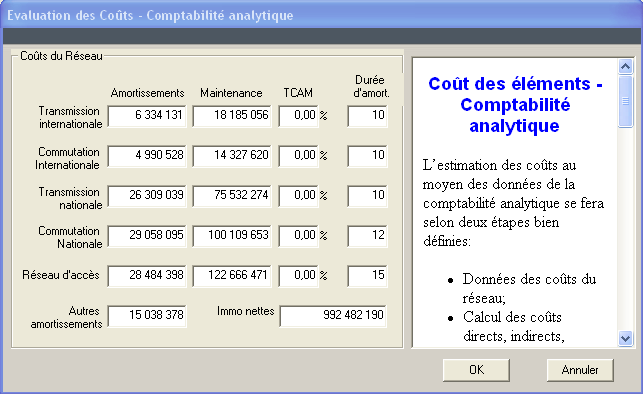 Evaluation des Coûts - Comptabilité analytique
Coûts du Réseau
Amortissements Maintenance TCAM Durée d'amort.
Transmission internationale 6 334 131 18 185 056 0,00 % 10
Commutation Internationale 4 990 528 14 327 620 0,00 % 10
Transmission nationale 26 309 039 75 532 274 0,00 % 10
Commutation Nationale 29 058 095 100 109 653 0,00 % 12
Réseau d'accès 28 484 398 122 666 471 0,00 % 15
Autres amortissements 15 038 378 Immo nettes 992 482 190
Coût des éléments -
Comptabilité
analytique
L'estimation des coûts au
moyen des données de la
comptabilité analytique se fera
selon deux étapes bien
définies:
• Données des coûts du
réseau;
• Calcul des coûts
directs, indirects,
OK Annuler